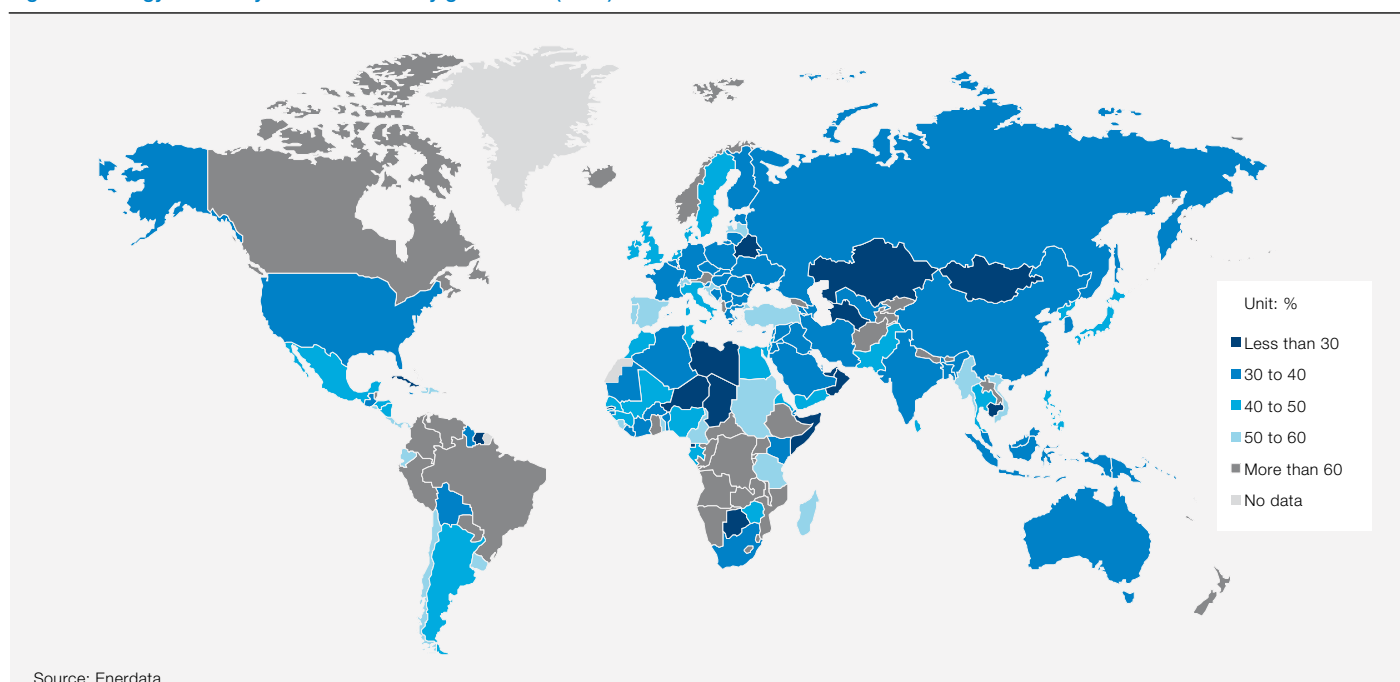 Unit: %
Less than 30
30 to 40
40 to 50
50 to 60
More than 60
No data
Source: Enerdata